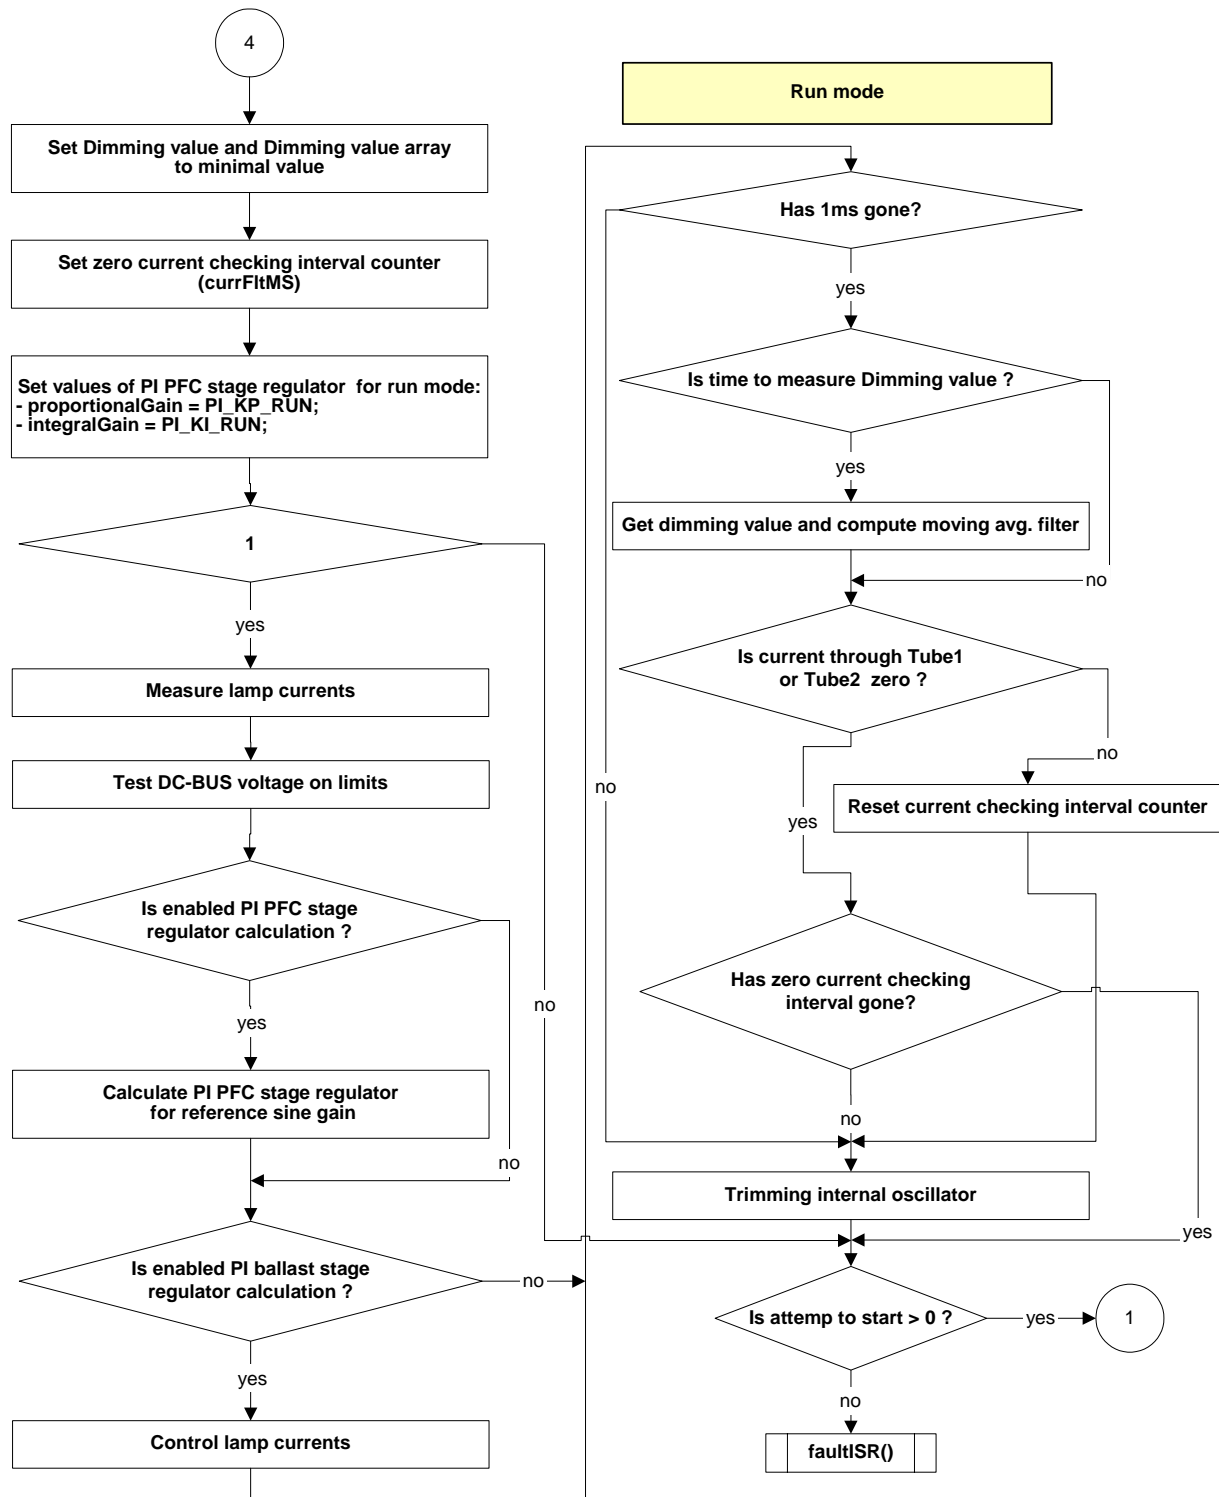 4
Set Dimming value and Dimming value array
to minimal value
Set zero current checking interval counter
(currFltMS)
Set values of PI PFC stage regulator for run mode:
- proportionalGain = PI_KP_RUN;
- integralGain = PI_KI_RUN;
1
yes
no
Measure lamp currents
Test DC-BUS voltage on limits
Is enabled PI PFC stage
regulator calculation ?
yes
no
Calculate PI PFC stage regulator
for reference sine gain
Is enabled PI ballast stage
regulator calculation ?
no
yes
Control lamp currents
Run mode
Has 1ms gone?
yes
no
Is time to measure Dimming value ?
yes
no
Get dimming value and compute moving avg. filter
Is current through Tube1
or Tube2 zero ?
no
yes
Reset current checking interval counter
Has zero current checking
interval gone?
no
yes
Trimming internal oscillator
Is attemp to start > 0 ?
yes
1
no
faultISR()